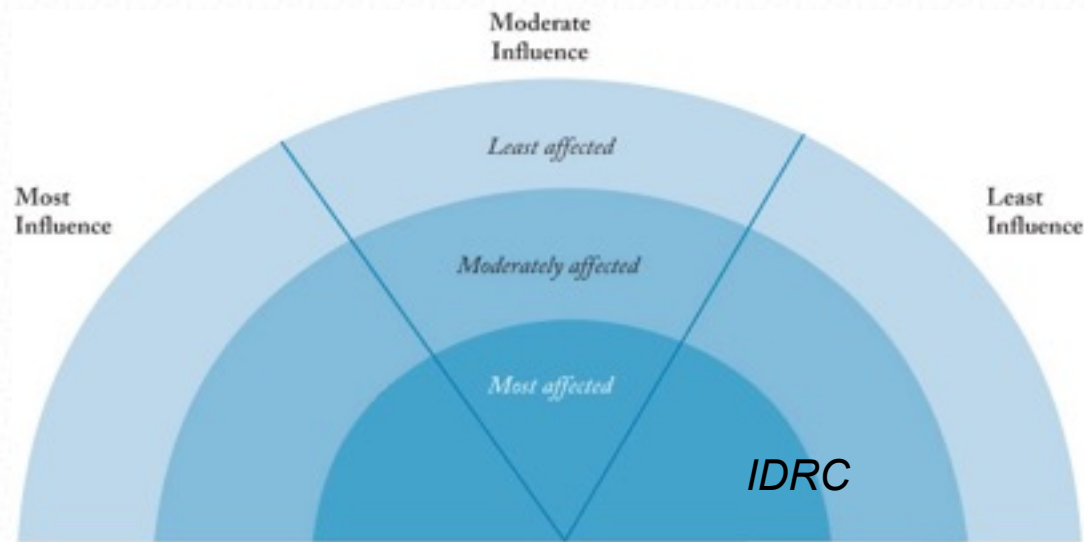 Moderate
Influence
Least affected
Most
Influence
Least
Influence
Moderately affected
Most affected
IDRC